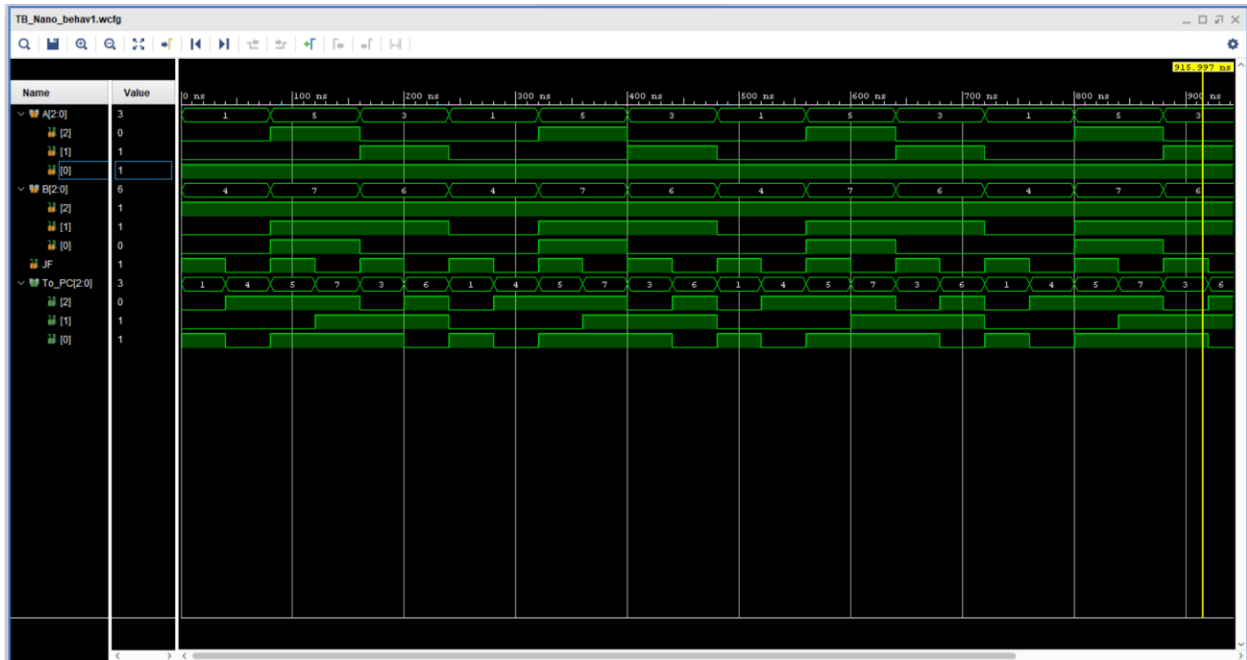 TB_Nano_behav1.wcfg
915.997 ns
Name Value
0 ns 100 ns 200 ns 300 ns 400 ns 500 ns 600 ns 700 ns 800 ns 900 ns
A[2:0] 3 1 5 3 1 5 3 1 5 3 1 5 3
[2] 0
[1] 1
[0] 1
B[2:0] 6 4 7 6 4 7 6 4 7 6 4 7 6
[2] 1
[1] 1
[0] 0
JF 1
To_PC[2:0] 3 1 4 5 7 3 6 1 4 5 7 3 6 1 4 5 7 3 6 1 4 5 7 3 6
[2] 0
[1] 1
[0] 1